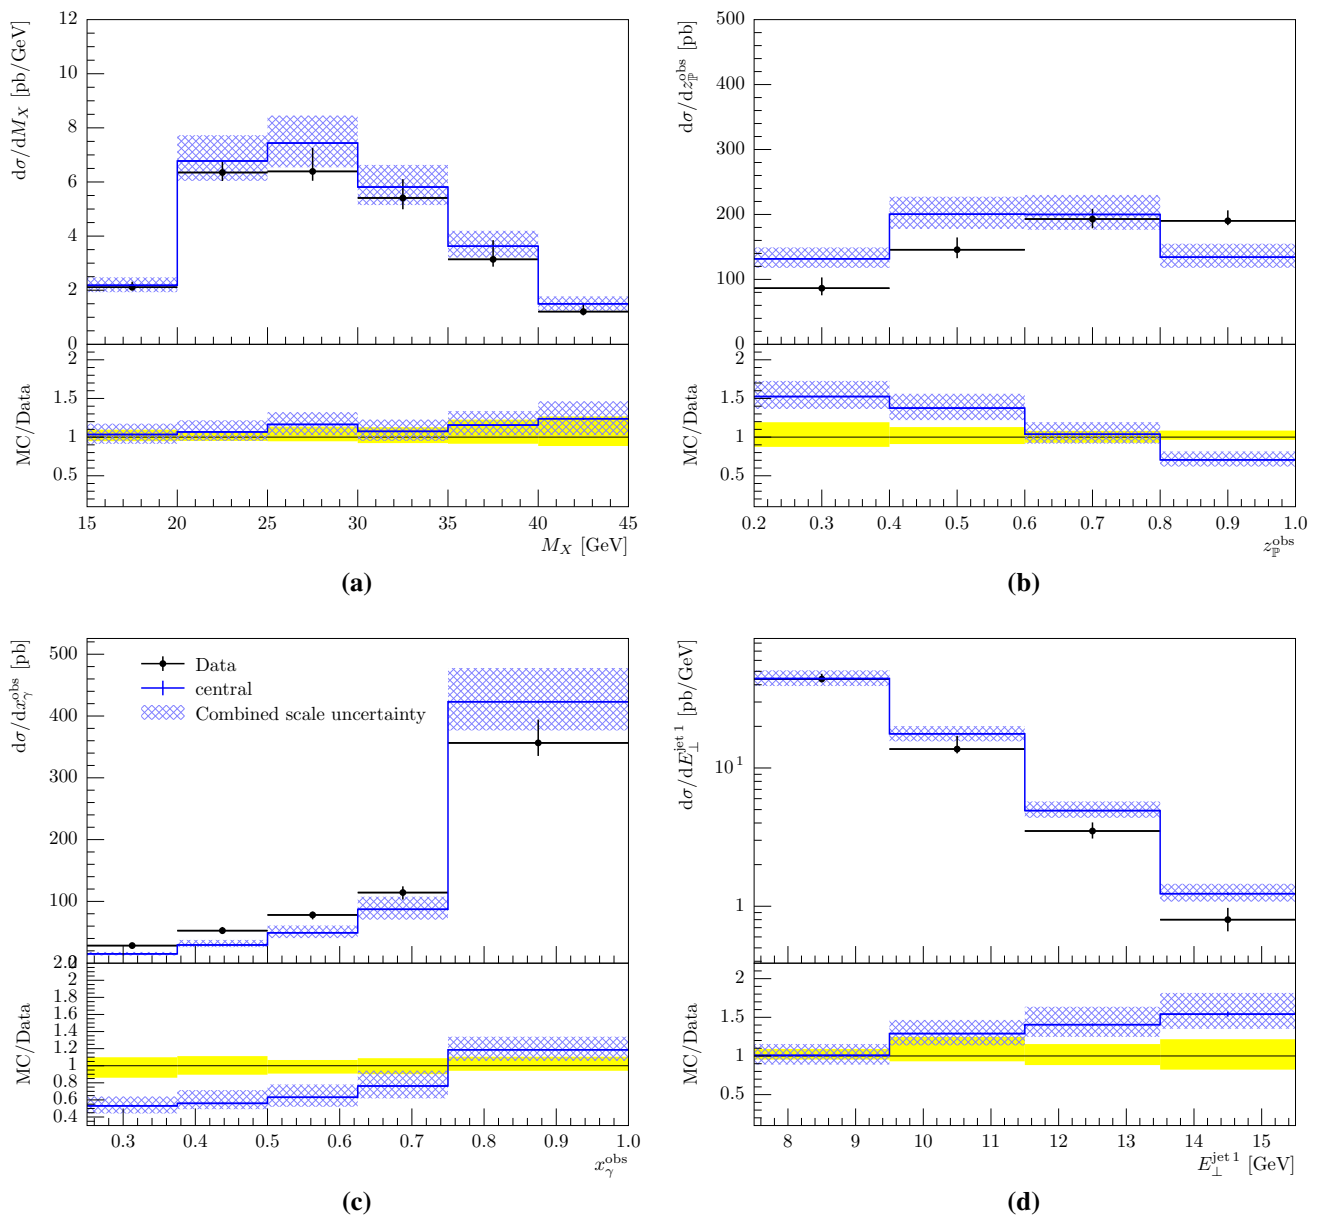 dσ/dM_X [pb/GeV]
12
10
8
6
4
2
0
MC/Data
2
1.5
1
0.5
15 20 25 30 35 40 45
M_X [GeV]
(a)
dσ/dz_ℙ^obs [pb]
500
400
300
200
100
0
MC/Data
2
1.5
1
0.5
0.2 0.3 0.4 0.5 0.6 0.7 0.8 0.9 1.0
z_ℙ^obs
(b)
dσ/dx_γ^obs [pb]
500
400
300
200
100
0
Data
central
Combined scale uncertainty
MC/Data
2.2
2
1.8
1.6
1.4
1.2
1.0
0.8
0.6
0.4
0.3 0.4 0.5 0.6 0.7 0.8 0.9 1.0
x_γ^obs
(c)
dσ/dE_⊥^jet 1 [pb/GeV]
10^1
1
MC/Data
2
1.5
1
0.5
8 9 10 11 12 13 14 15
E_⊥^jet 1 [GeV]
(d)